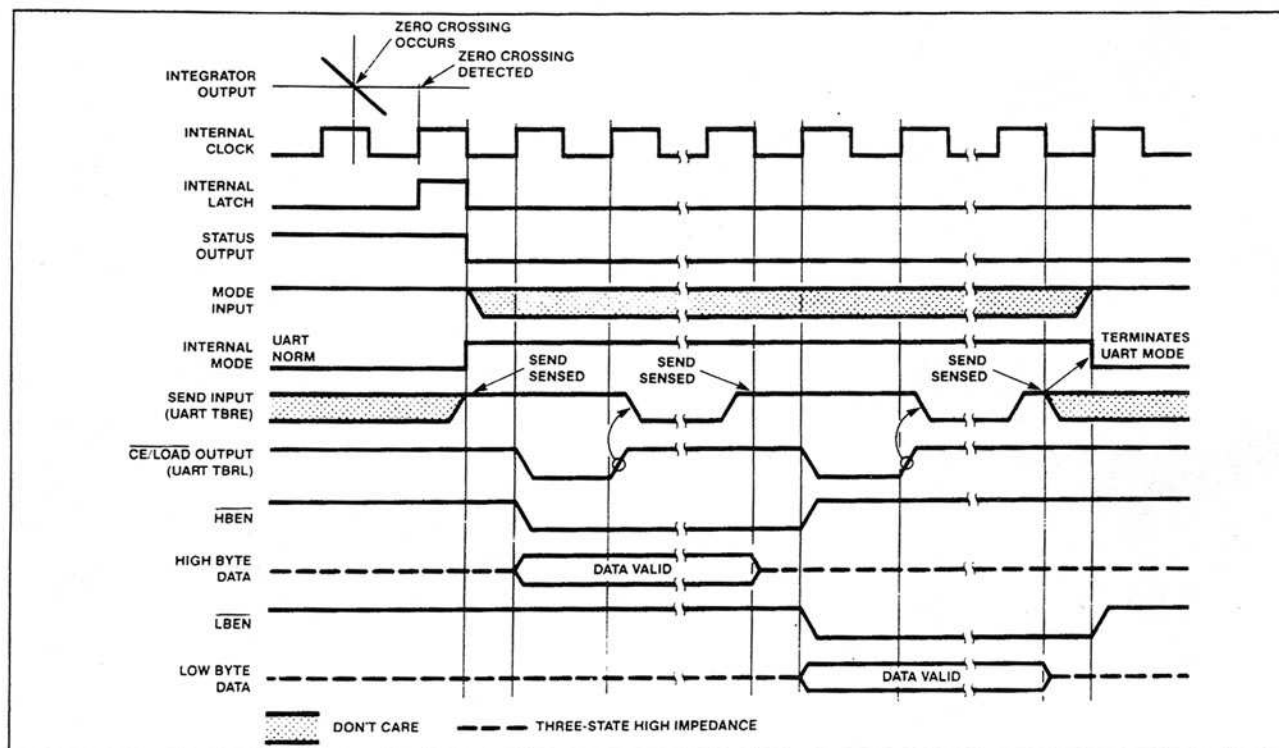 ZERO CROSSING
OCCURS
ZERO CROSSING
DETECTED
INTEGRATOR
OUTPUT
INTERNAL
CLOCK
INTERNAL
LATCH
STATUS
OUTPUT
MODE
INPUT
INTERNAL
MODE
UART
NORM
TERMINATES
UART MODE
SEND
SENSED
SEND
SENSED
SEND
SENSED
SEND INPUT
(UART TBRE)
CE/LOAD OUTPUT
(UART TBRL)
HBEN
HIGH BYTE
DATA
DATA VALID
LBEN
LOW BYTE
DATA
DATA VALID
DON'T CARE
THREE-STATE HIGH IMPEDANCE